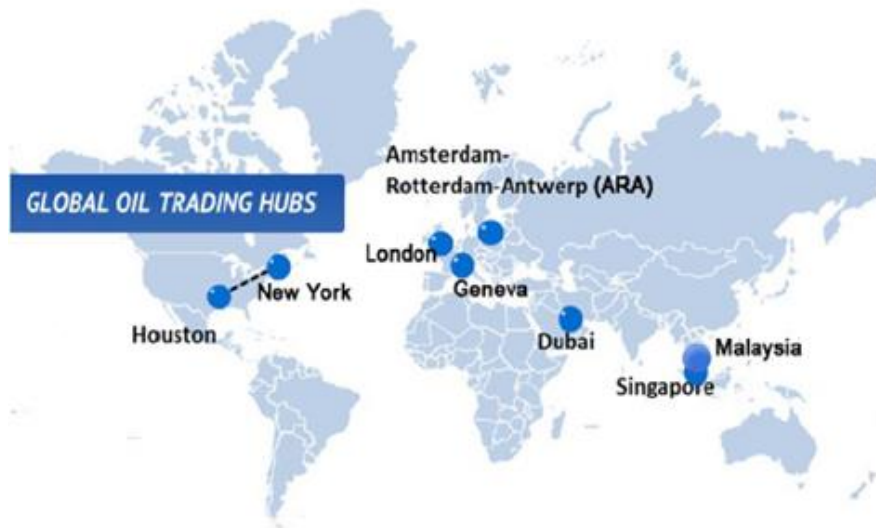 Amsterdam-
Rotterdam-Antwerp (ARA)
GLOBAL OIL TRADING HUBS
London
Geneva
New York
Houston
Dubai
Malaysia
Singapore